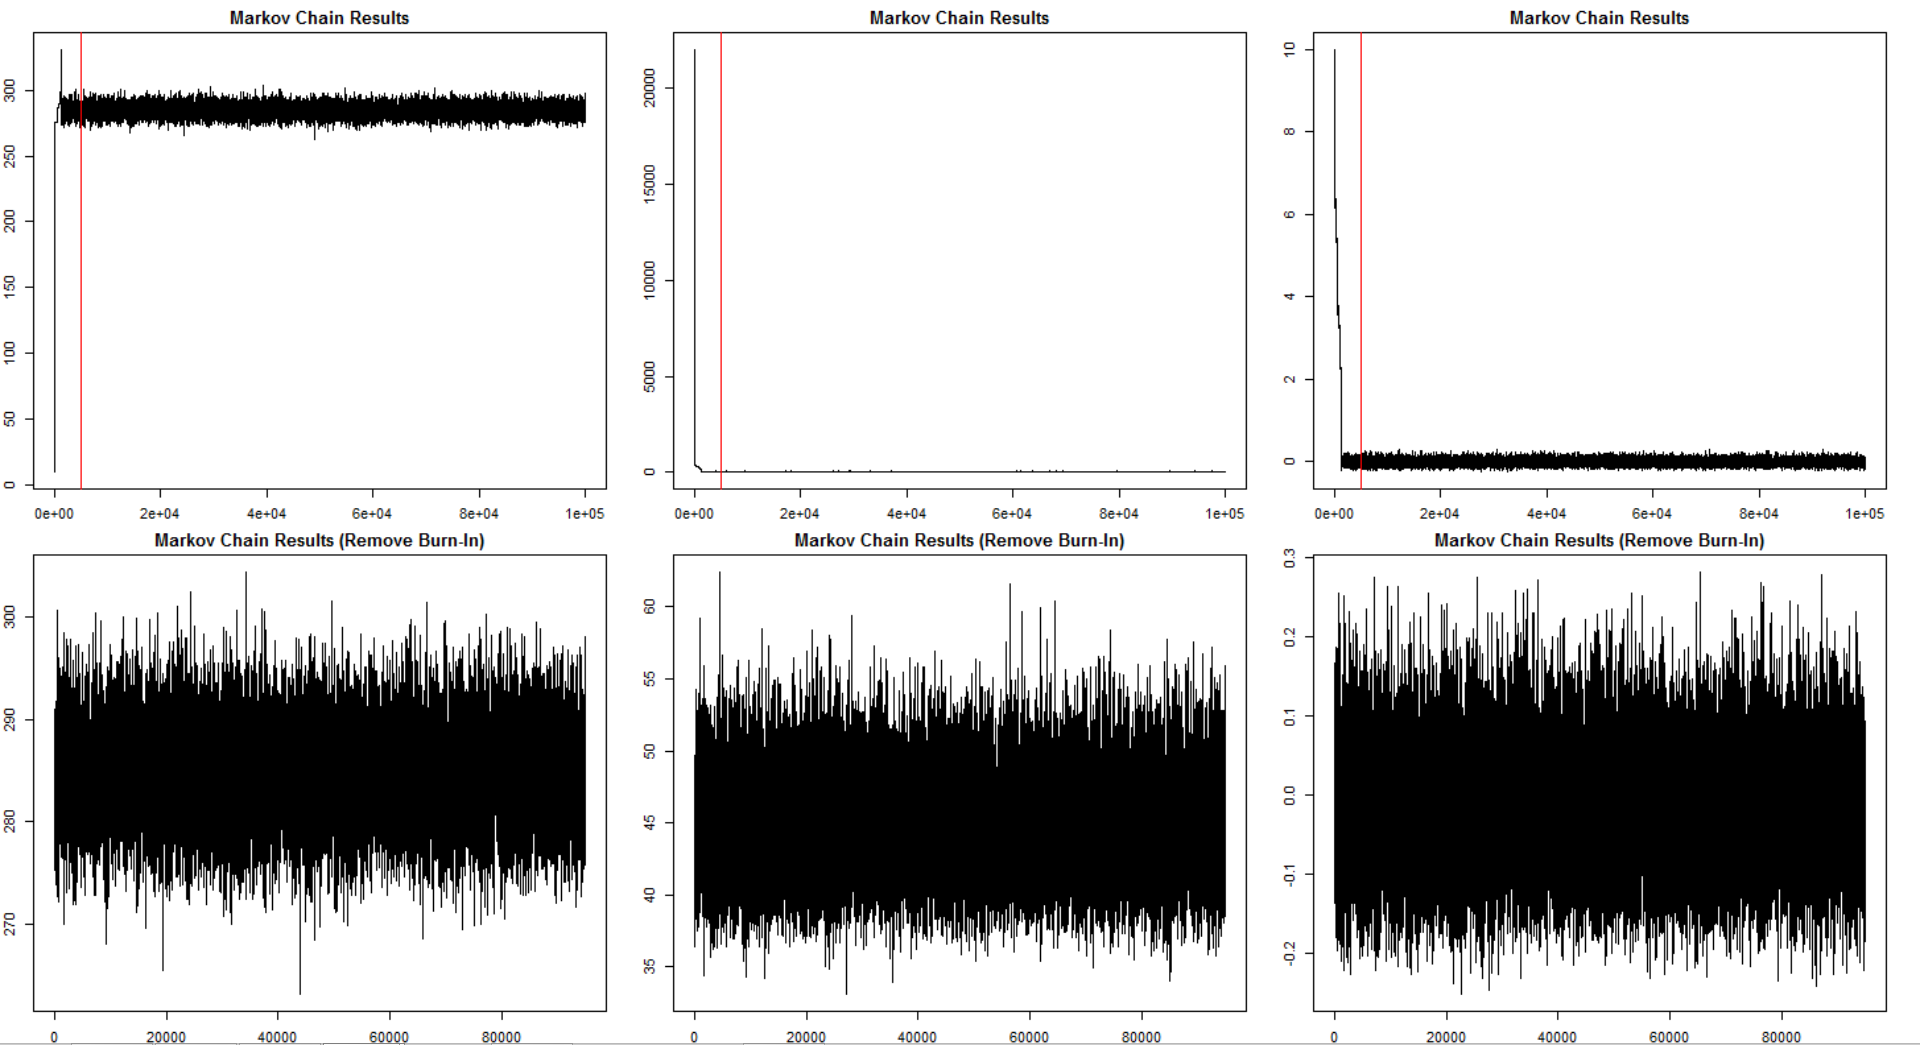 Markov Chain Results
300
250
200
150
100
50
0
0e+00 2e+04 4e+04 6e+04 8e+04 1e+05
Markov Chain Results
20000
15000
10000
5000
0
0e+00 2e+04 4e+04 6e+04 8e+04 1e+05
Markov Chain Results
10
8
6
4
2
0
0e+00 2e+04 4e+04 6e+04 8e+04 1e+05
Markov Chain Results (Remove Burn-In)
300
290
280
270
0 20000 40000 60000 80000
Markov Chain Results (Remove Burn-In)
60
55
50
45
40
35
0 20000 40000 60000 80000
Markov Chain Results (Remove Burn-In)
0.3
0.2
0.1
0.0
-0.1
-0.2
0 20000 40000 60000 80000